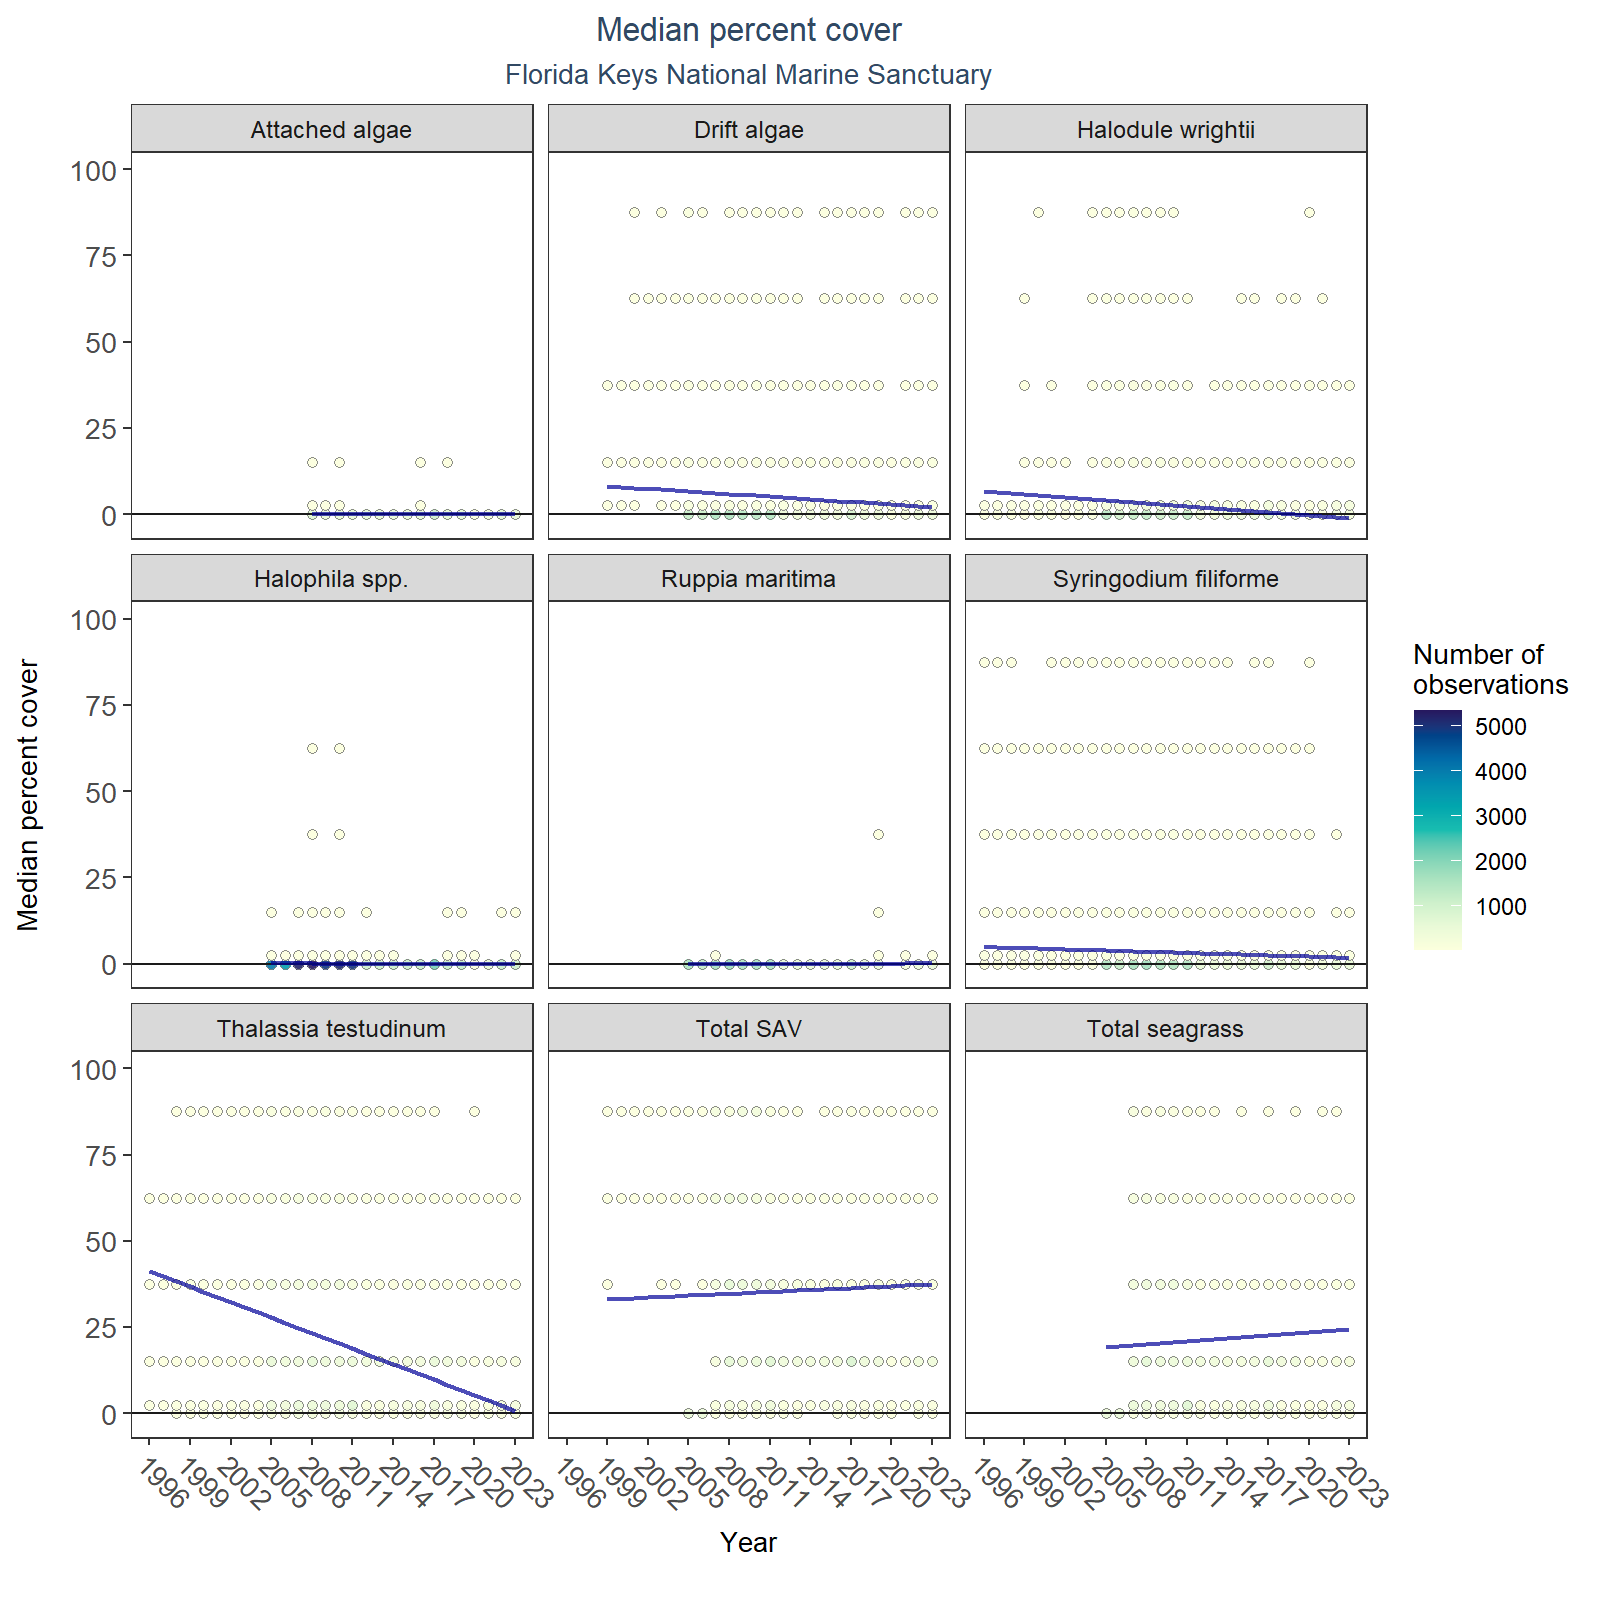 Median percent cover
Florida Keys National Marine Sanctuary
Attached algae
Drift algae
Halodule wrightii
100
75
50
25
0
Halophila spp.
Ruppia maritima
Syringodium filiforme
100
75
50
25
0
Thalassia testudinum
Total SAV
Total seagrass
100
75
50
25
0
1996 1999 2002 2005 2008 2011 2014 2017 2020 2023
1996 1999 2002 2005 2008 2011 2014 2017 2020 2023
1996 1999 2002 2005 2008 2011 2014 2017 2020 2023
Year
Median percent cover
Number of
observations
5000
4000
3000
2000
1000